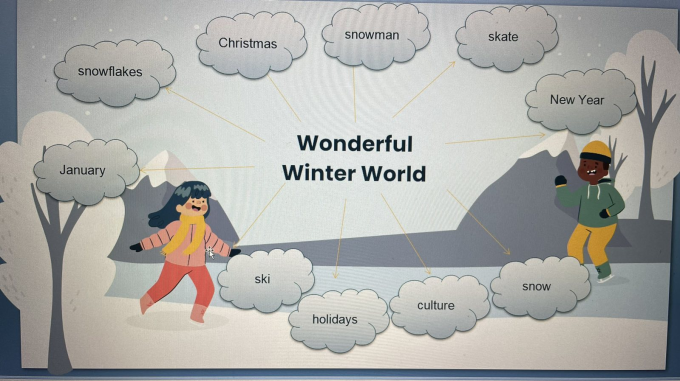 Christmas
snowman
skate
snowflakes
New Year
Wonderful
Winter World
January
ski
snow
culture
holidays